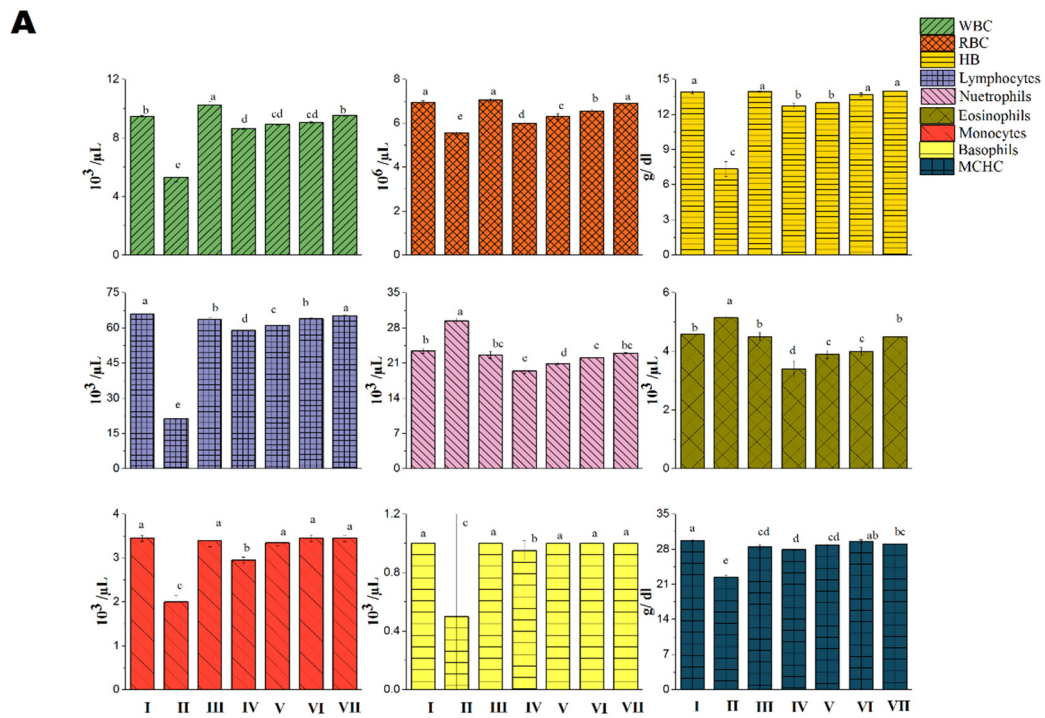 A
WBC
RBC
HB
Lymphocytes
Nuetrophils
Eosinophils
Monocytes
Basophils
MCHC
12
9
6
3
0
10³ /μL
b
c
a
d
cd
cd
b
8
6
4
2
0
10⁶ /μL
a
e
a
d
c
b
a
15
12
9
6
3
0
g/ dl
a
c
a
b
b
a
a
75
60
45
30
15
0
10³ /μL
a
e
b
d
c
b
a
35
28
21
14
7
0
10³ /μL
b
a
bc
e
d
c
bc
6
4
2
0
10³ /μL
b
a
b
d
c
c
b
4
3
2
1
0
10³ /μL
a
c
a
b
a
a
a
I II III IV V VI VII
1.2
0.8
0.4
0.0
10³ /μL
a
c
a
b
a
a
a
I II III IV V VI VII
35
28
21
14
7
0
g/ dl
a
e
cd
d
cd
ab
bc
I II III IV V VI VII